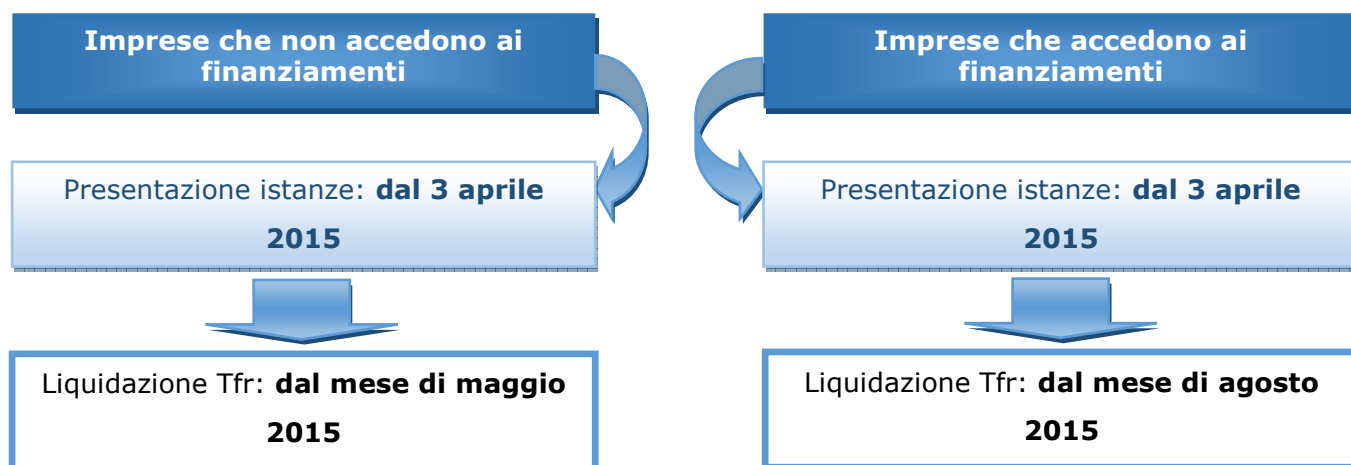 Imprese che non accedono ai
finanziamenti
Presentazione istanze: dal 3 aprile
2015
Liquidazione Tfr: dal mese di maggio
2015
Imprese che accedono ai
finanziamenti
Presentazione istanze: dal 3 aprile
2015
Liquidazione Tfr: dal mese di agosto
2015